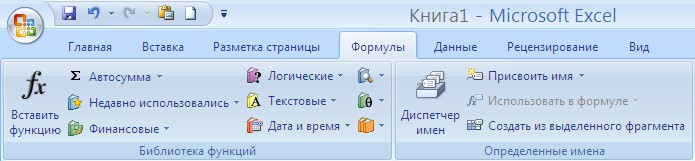 Книга1 - Microsoft Excel
Главная Вставка Разметка страницы Формулы Данные Рецензирование Вид
fx Вставить функцию
Σ Автосумма
Недавно использовались
Финансовые
Логические
Текстовые
Дата и время
Библиотека функций
Диспетчер имен
Присвоить имя
Использовать в формуле
Создать из выделенного фрагмента
Определенные имена